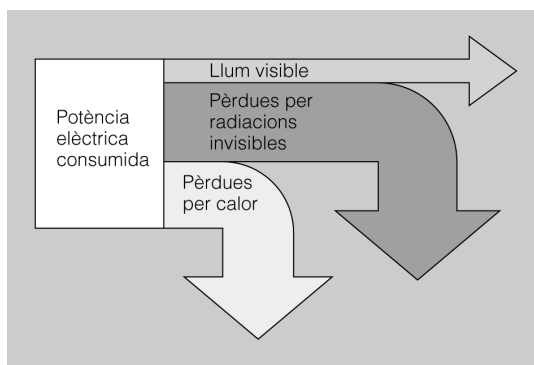 Potència
elèctrica
consumida
Llum visible
Pèrdues per
radiacions
invisibles
Pèrdues
per calor